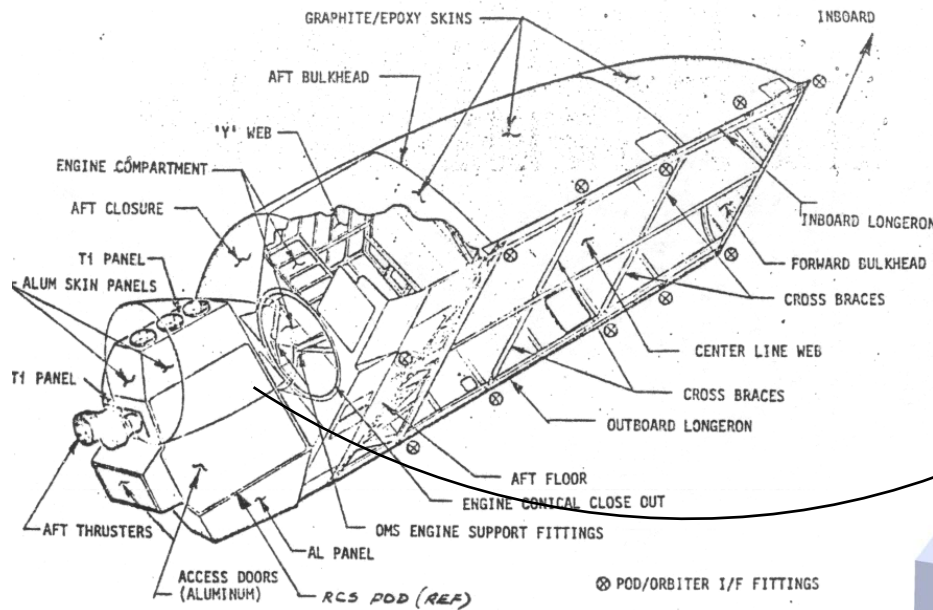 GRAPHITE/EPOXY SKINS
INBOARD
AFT BULKHEAD
'Y' WEB
ENGINE COMPARTMENT
AFT CLOSURE
T1 PANEL
ALUM SKIN PANELS
INBOARD LONGERON
FORWARD BULKHEAD
CROSS BRACES
CENTER LINE WEB
T1 PANEL
CROSS BRACES
OUTBOARD LONGERON
AFT FLOOR
ENGINE CONICAL CLOSE OUT
AFT THRUSTERS
OMS ENGINE SUPPORT FITTINGS
AL PANEL
ACCESS DOORS
(ALUMINUM)
RCS POD (REF)
⊗ POD/ORBITER I/F FITTINGS